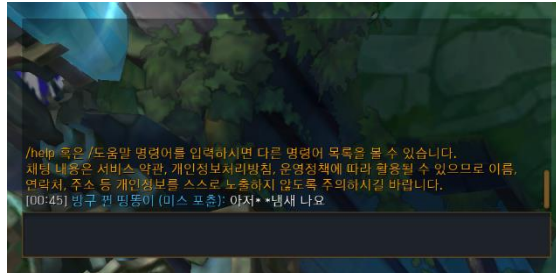 /help 혹은 /도움말 명령어를 입력하시면 다른 명령어 목록을 볼 수 있습니다.
채팅 내용은 서비스 약관, 개인정보처리방침, 운영정책에 따라 활용될 수 있으므로 이름,
연락처, 주소 등 개인정보를 스스로 노출하지 않도록 주의하시길 바랍니다.
[00:45] 방구 뀐 띵똥이 (미스 포츈): 아저* *냄새 나요